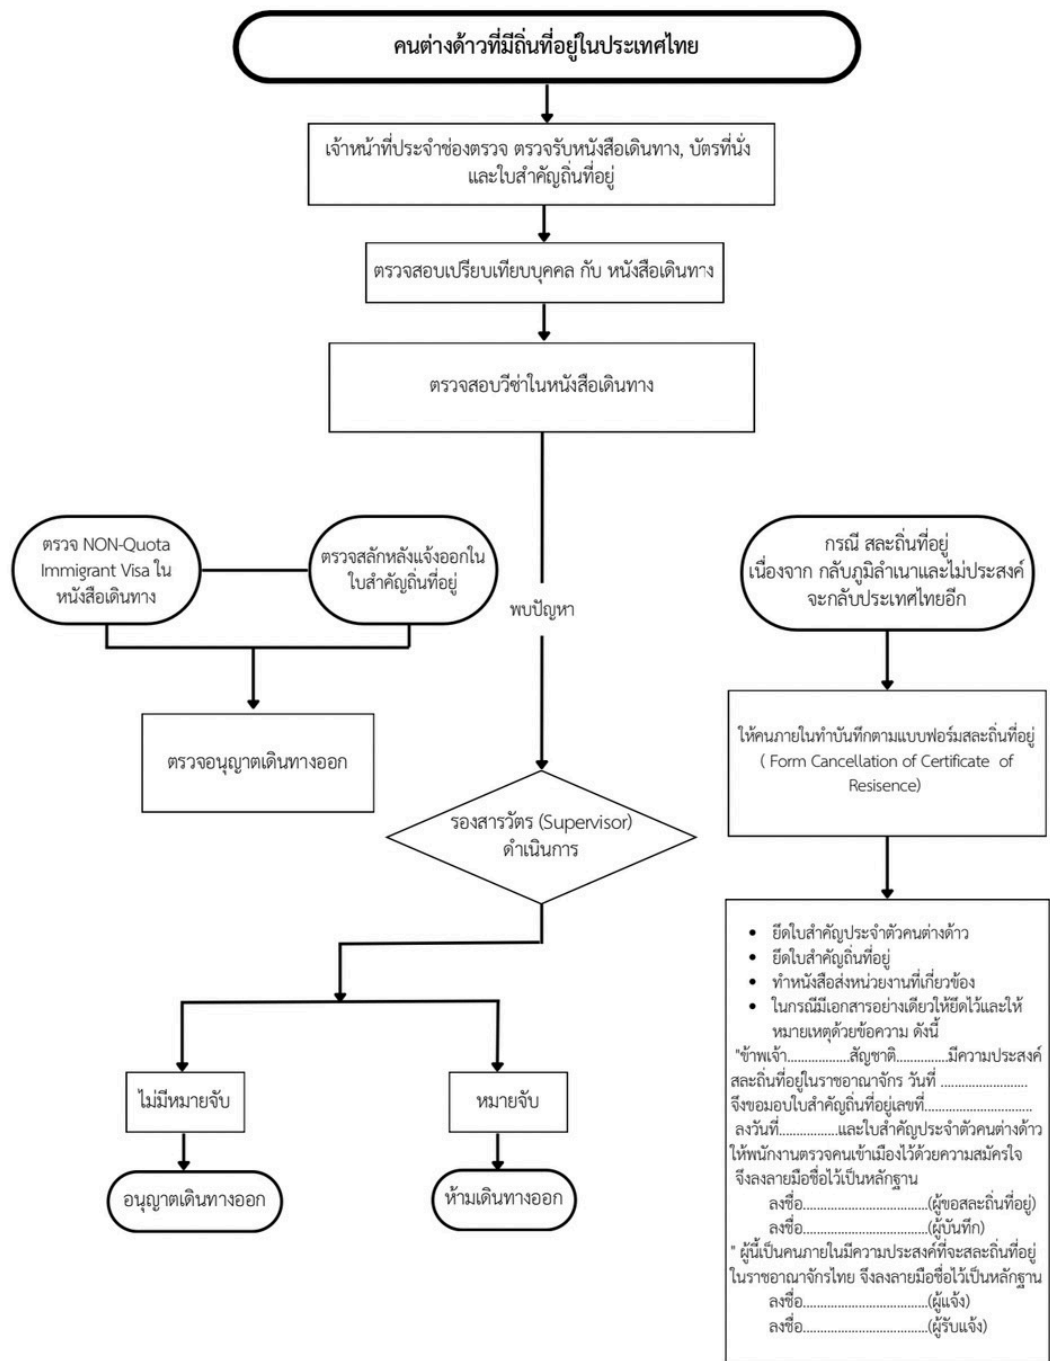 คนต่างด้าวที่มีถิ่นที่อยู่ในประเทศไทย
เจ้าหน้าที่ประจำช่องตรวจ ตรวจรับหนังสือเดินทาง, บัตรที่นั่ง
และใบสำคัญถิ่นที่อยู่
ตรวจสอบเปรียบเทียบบุคคล กับ หนังสือเดินทาง
ตรวจสอบวีซ่าในหนังสือเดินทาง
ตรวจ NON-Quota
Immigrant Visa ใน
หนังสือเดินทาง
ตรวจสลักหลังแจ้งออกใน
ใบสำคัญถิ่นที่อยู่
ตรวจอนุญาตเดินทางออก
พบปัญหา
รองสารวัตร (Supervisor)
ดำเนินการ
ไม่มีหมายจับ
หมายจับ
อนุญาตเดินทางออก
ห้ามเดินทางออก
กรณี สละถิ่นที่อยู่
เนื่องจาก กลับภูมิลำเนาและไม่ประสงค์
จะกลับประเทศไทยอีก
ให้คนภายในทำบันทึกตามแบบฟอร์มสละถิ่นที่อยู่
( Form Cancellation of Certificate of
Resisence)
• ยึดใบสำคัญประจำตัวคนต่างด้าว
• ยึดใบสำคัญถิ่นที่อยู่
• ทำหนังสือส่งหน่วยงานที่เกี่ยวข้อง
• ในกรณีมีเอกสารอย่างเดียวให้ยึดไว้และให้
หมายเหตุด้วยข้อความ ดังนี้
"ข้าพเจ้า..................สัญชาติ...............มีความประสงค์
สละถิ่นที่อยู่ในราชอาณาจักร วันที่ .........................
จึงขอมอบใบสำคัญถิ่นที่อยู่เลขที่...............................
ลงวันที่.................และใบสำคัญประจำตัวคนต่างด้าว
ให้พนักงานตรวจคนเข้าเมืองไว้ด้วยความสมัครใจ
จึงลงลายมือชื่อไว้เป็นหลักฐาน
ลงชื่อ....................................(ผู้ขอสละถิ่นที่อยู่)
ลงชื่อ....................................(ผู้บันทึก)
" ผู้นี้เป็นคนภายในมีความประสงค์ที่จะสละถิ่นที่อยู่
ในราชอาณาจักรไทย จึงลงลายมือชื่อไว้เป็นหลักฐาน
ลงชื่อ....................................(ผู้แจ้ง)
ลงชื่อ....................................(ผู้รับแจ้ง)